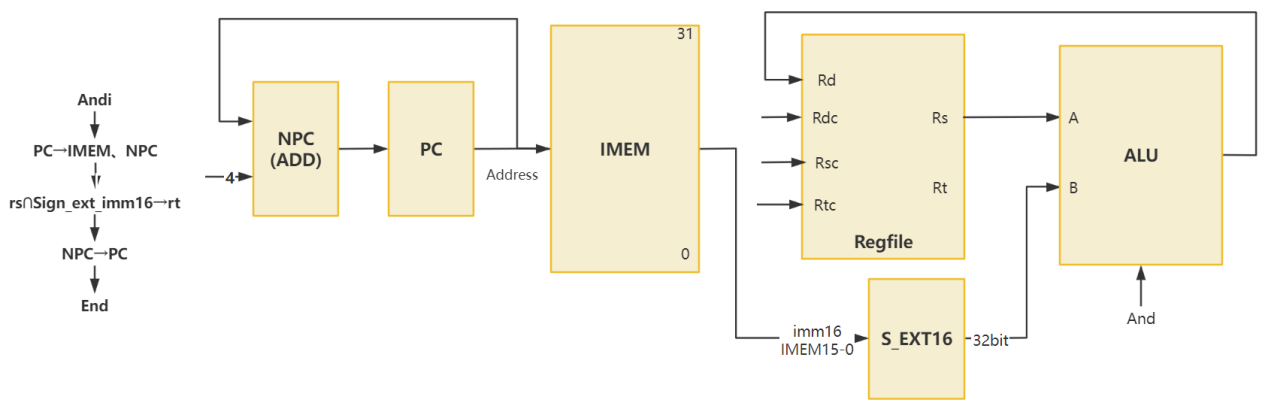 Andi
PC→IMEM、NPC
rs∩Sign_ext_imm16→rt
NPC→PC
End
4
NPC
(ADD)
PC
Address
31
IMEM
0
Rd
Rdc
Rsc
Rtc
Rs
Rt
Regfile
A
B
ALU
And
imm16
IMEM15-0
S_EXT16
32bit